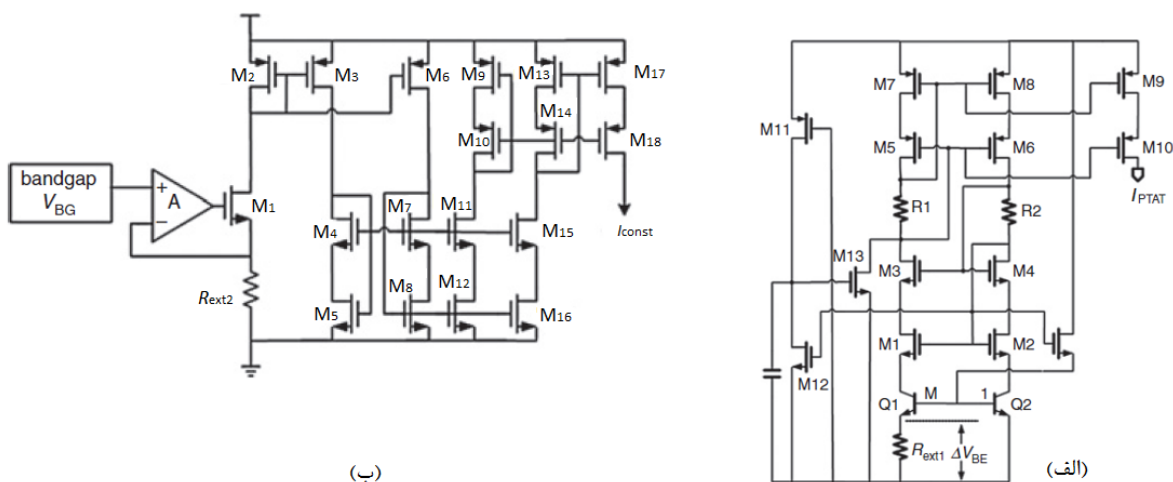 M2
M3
M6
M9
M13
M17
M14
M10
M18
bandgap
VBG
+
A
−
M1
Iconst
M4
M7
M11
M15
Rext2
M5
M8
M12
M16
(ب)
M7
M8
M9
M11
M5
M6
M10
IPTAT
R1
R2
M13
M3
M4
M1
M2
M12
Q1
M
1
Q2
Rext1
ΔVBE
(الف)